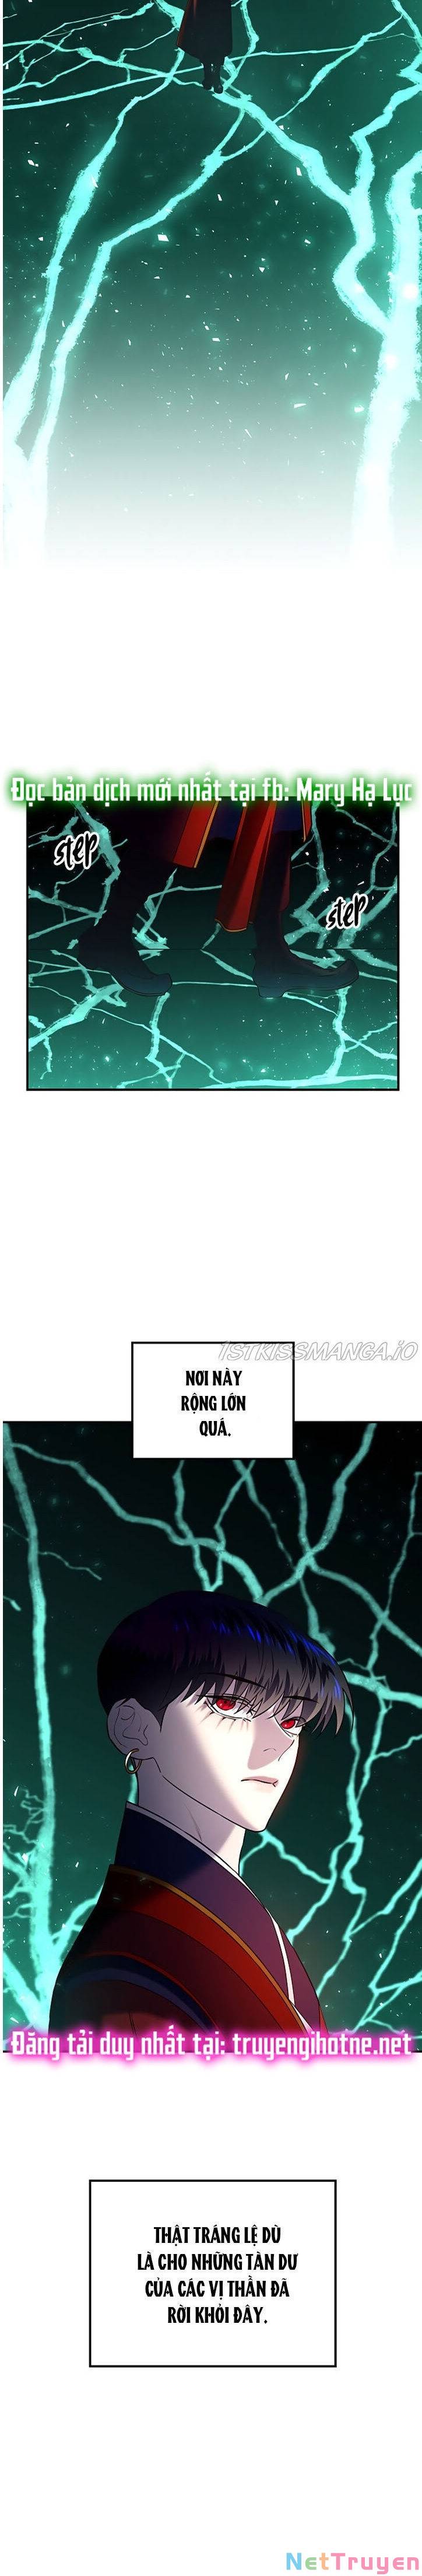 Đọc bản dịch mới nhất tại fb: Mary Hạ Lục
step
step
1STKISSMANGA.iO
NƠI NÀY
RỘNG LỚN
QUÁ.
Đăng tải duy nhất tại: truyengihotne.net
THẬT TRÁNG LỆ DÙ
LÀ CHO NHỮNG TÀN DƯ
CỦA CÁC VỊ THẦN ĐÃ
RỜI KHỎI ĐÂY.
NetTruyen